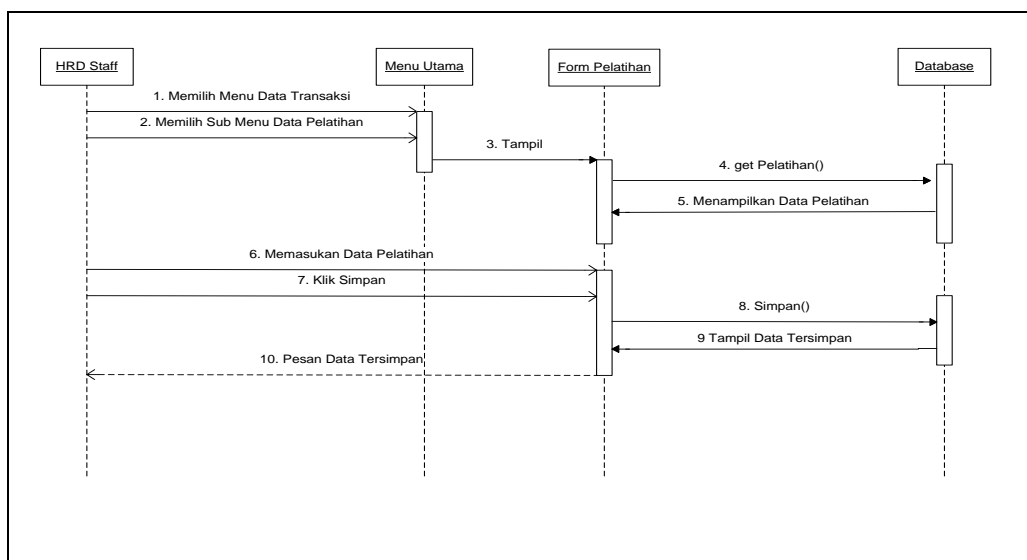 HRD Staff
Menu Utama
Form Pelatihan
Database
1. Memilih Menu Data Transaksi
2. Memilih Sub Menu Data Pelatihan
3. Tampil
4. get Pelatihan()
5. Menampilkan Data Pelatihan
6. Memasukan Data Pelatihan
7. Klik Simpan
8. Simpan()
9 Tampil Data Tersimpan
10. Pesan Data Tersimpan